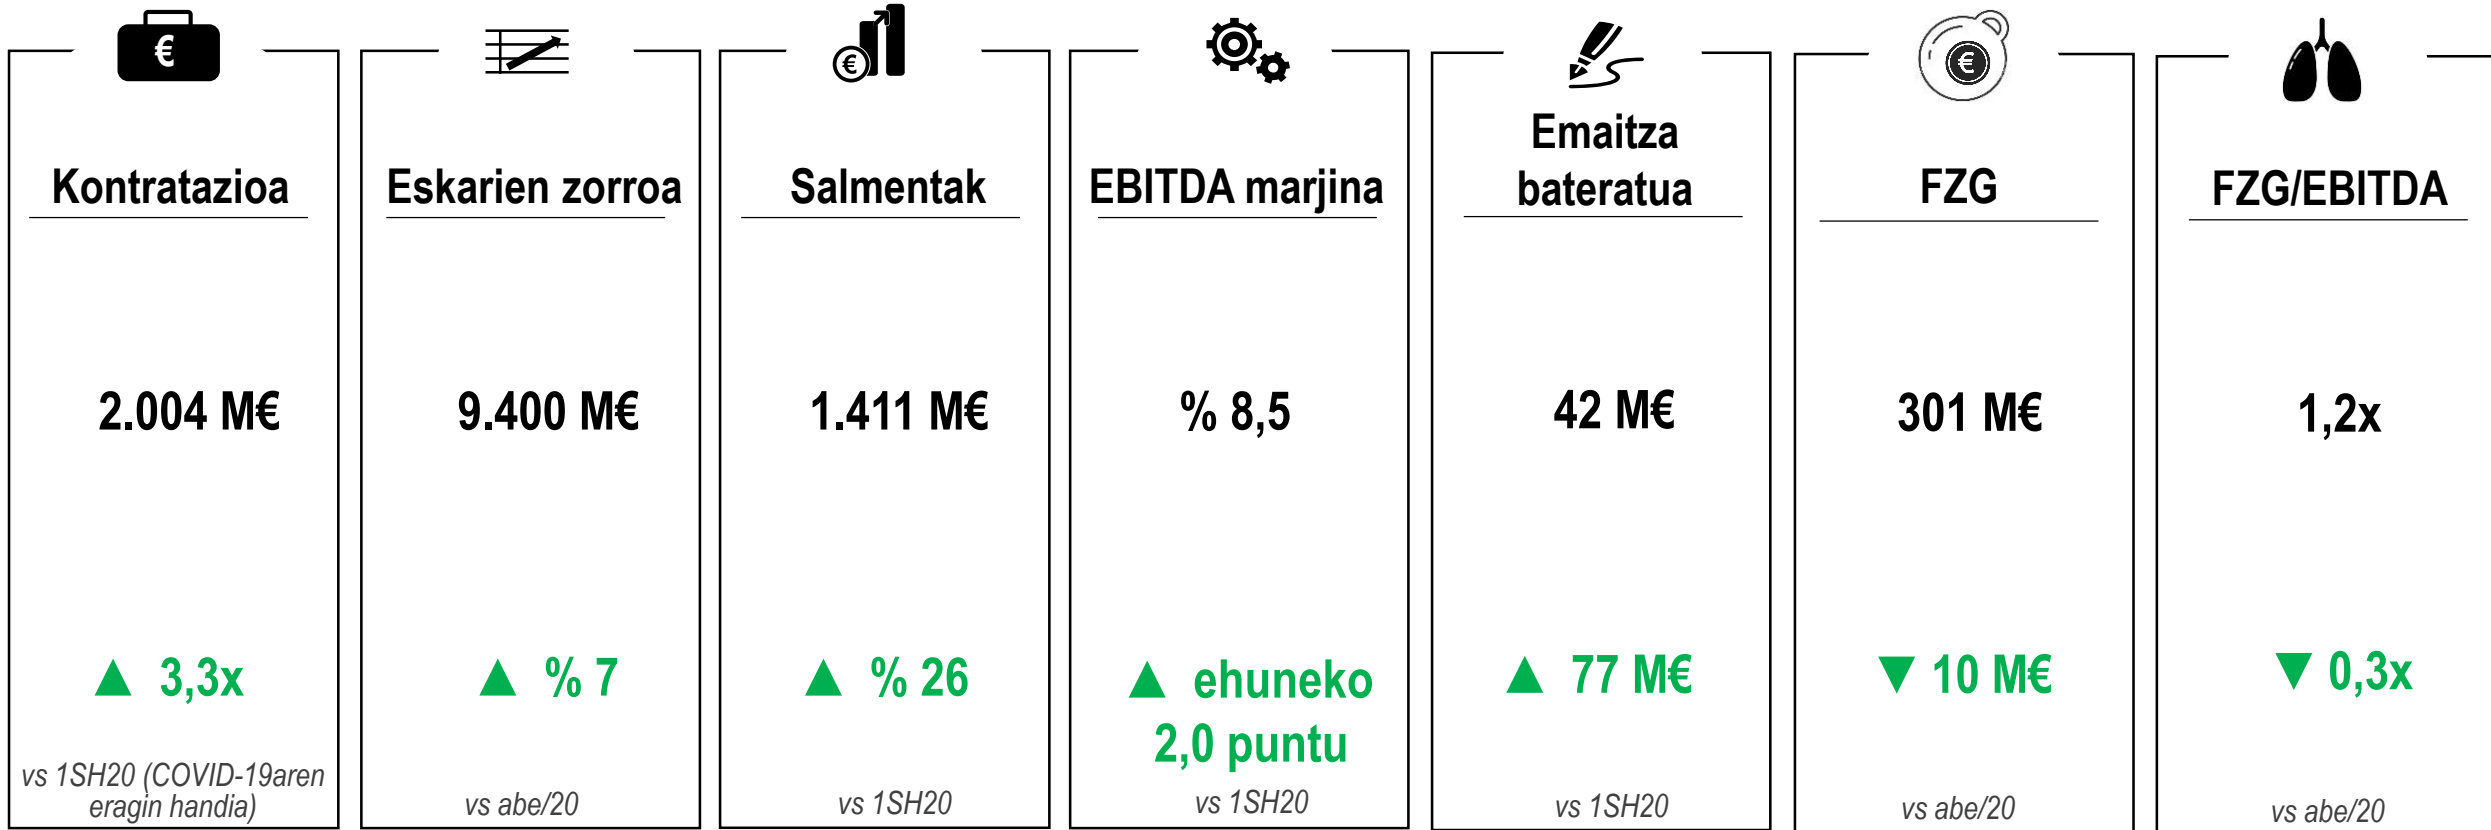 Kontratazioa
2.004 M€
▲ 3,3x
vs 1SH20 (COVID-19aren
eragin handia)
Eskarien zorroa
9.400 M€
▲ % 7
vs abe/20
Salmentak
1.411 M€
▲ % 26
vs 1SH20
EBITDA marjina
% 8,5
▲ ehuneko
2,0 puntu
vs 1SH20
Emaitza
bateratua
42 M€
▲ 77 M€
vs 1SH20
FZG
301 M€
▼ 10 M€
vs abe/20
FZG/EBITDA
1,2x
▼ 0,3x
vs abe/20